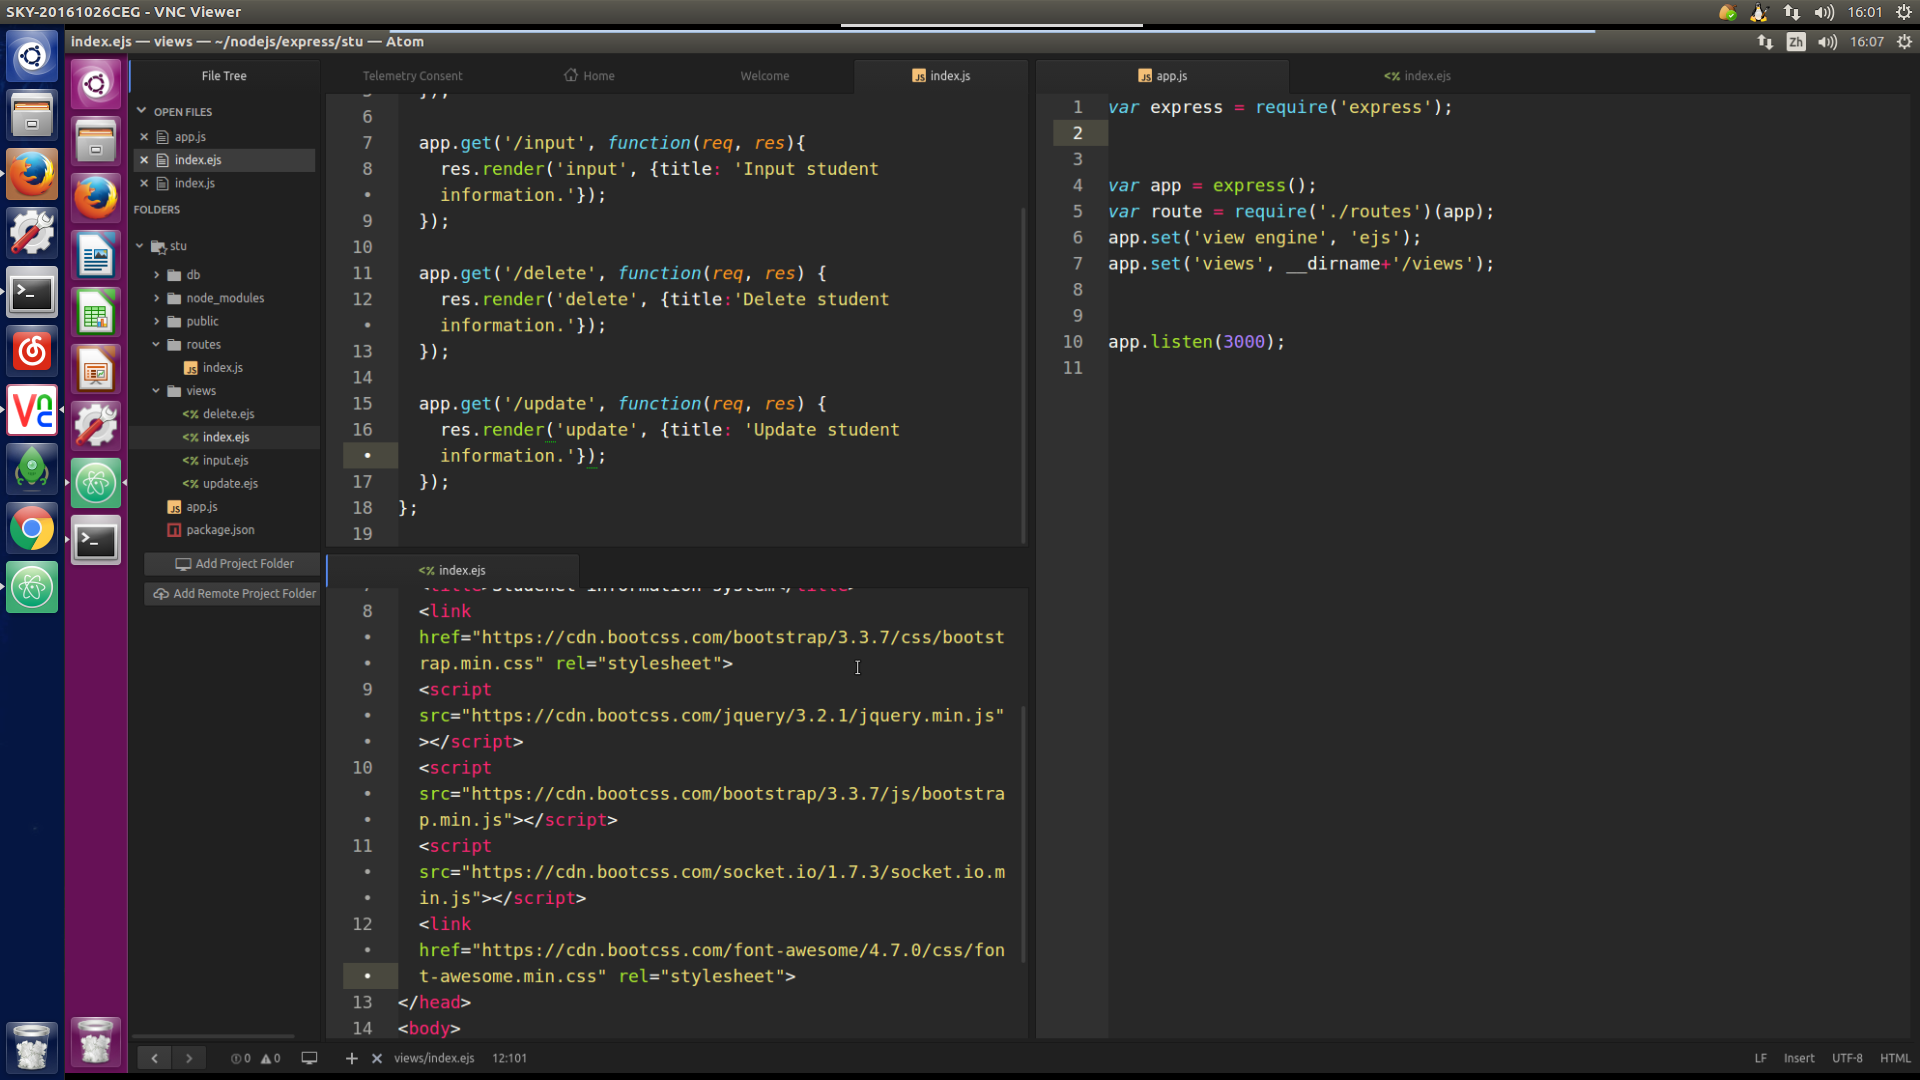 SKY-20161026CEG - VNC Viewer
16:01
index.ejs — views — ~/nodejs/express/stu — Atom
Zh
16:07
File Tree
OPEN FILES
app.js
index.ejs
index.js
FOLDERS
stu
db
node_modules
public
routes
index.js
views
delete.ejs
index.ejs
input.ejs
update.ejs
app.js
package.json
Add Project Folder
Add Remote Project Folder
Telemetry Consent
Home
Welcome
index.js
6
7 app.get('/input', function(req, res){
8 res.render('input', {title: 'Input student
• information.'});
9 });
10
11 app.get('/delete', function(req, res) {
12 res.render('delete', {title:'Delete student
• information.'});
13 });
14
15 app.get('/update', function(req, res) {
16 res.render('update', {title: 'Update student
• information.'});
17 });
18 };
19
index.ejs
8 <link
• href="https://cdn.bootcss.com/bootstrap/3.3.7/css/bootst
• rap.min.css" rel="stylesheet">
9 <script
• src="https://cdn.bootcss.com/jquery/3.2.1/jquery.min.js"
• ></script>
10 <script
• src="https://cdn.bootcss.com/bootstrap/3.3.7/js/bootstra
• p.min.js"></script>
11 <script
• src="https://cdn.bootcss.com/socket.io/1.7.3/socket.io.m
• in.js"></script>
12 <link
• href="https://cdn.bootcss.com/font-awesome/4.7.0/css/fon
• t-awesome.min.css" rel="stylesheet">
13 </head>
14 <body>
app.js
index.ejs
1 var express = require('express');
2
3
4 var app = express();
5 var route = require('./routes')(app);
6 app.set('view engine', 'ejs');
7 app.set('views', __dirname+'/views');
8
9
10 app.listen(3000);
11
0 0
views/index.ejs 12:101
LF Insert UTF-8 HTML